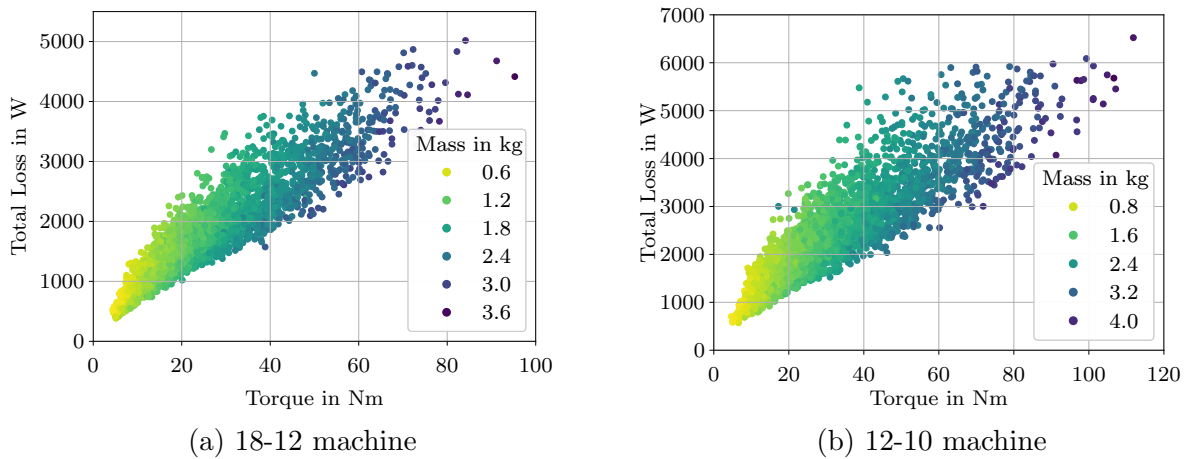 5000
4000
3000
2000
1000
0
Total Loss in W
0 20 40 60 80 100
Torque in Nm
Mass in kg
0.6
1.2
1.8
2.4
3.0
3.6
(a) 18-12 machine
7000
6000
5000
4000
3000
2000
1000
0
Total Loss in W
0 20 40 60 80 100 120
Torque in Nm
Mass in kg
0.8
1.6
2.4
3.2
4.0
(b) 12-10 machine